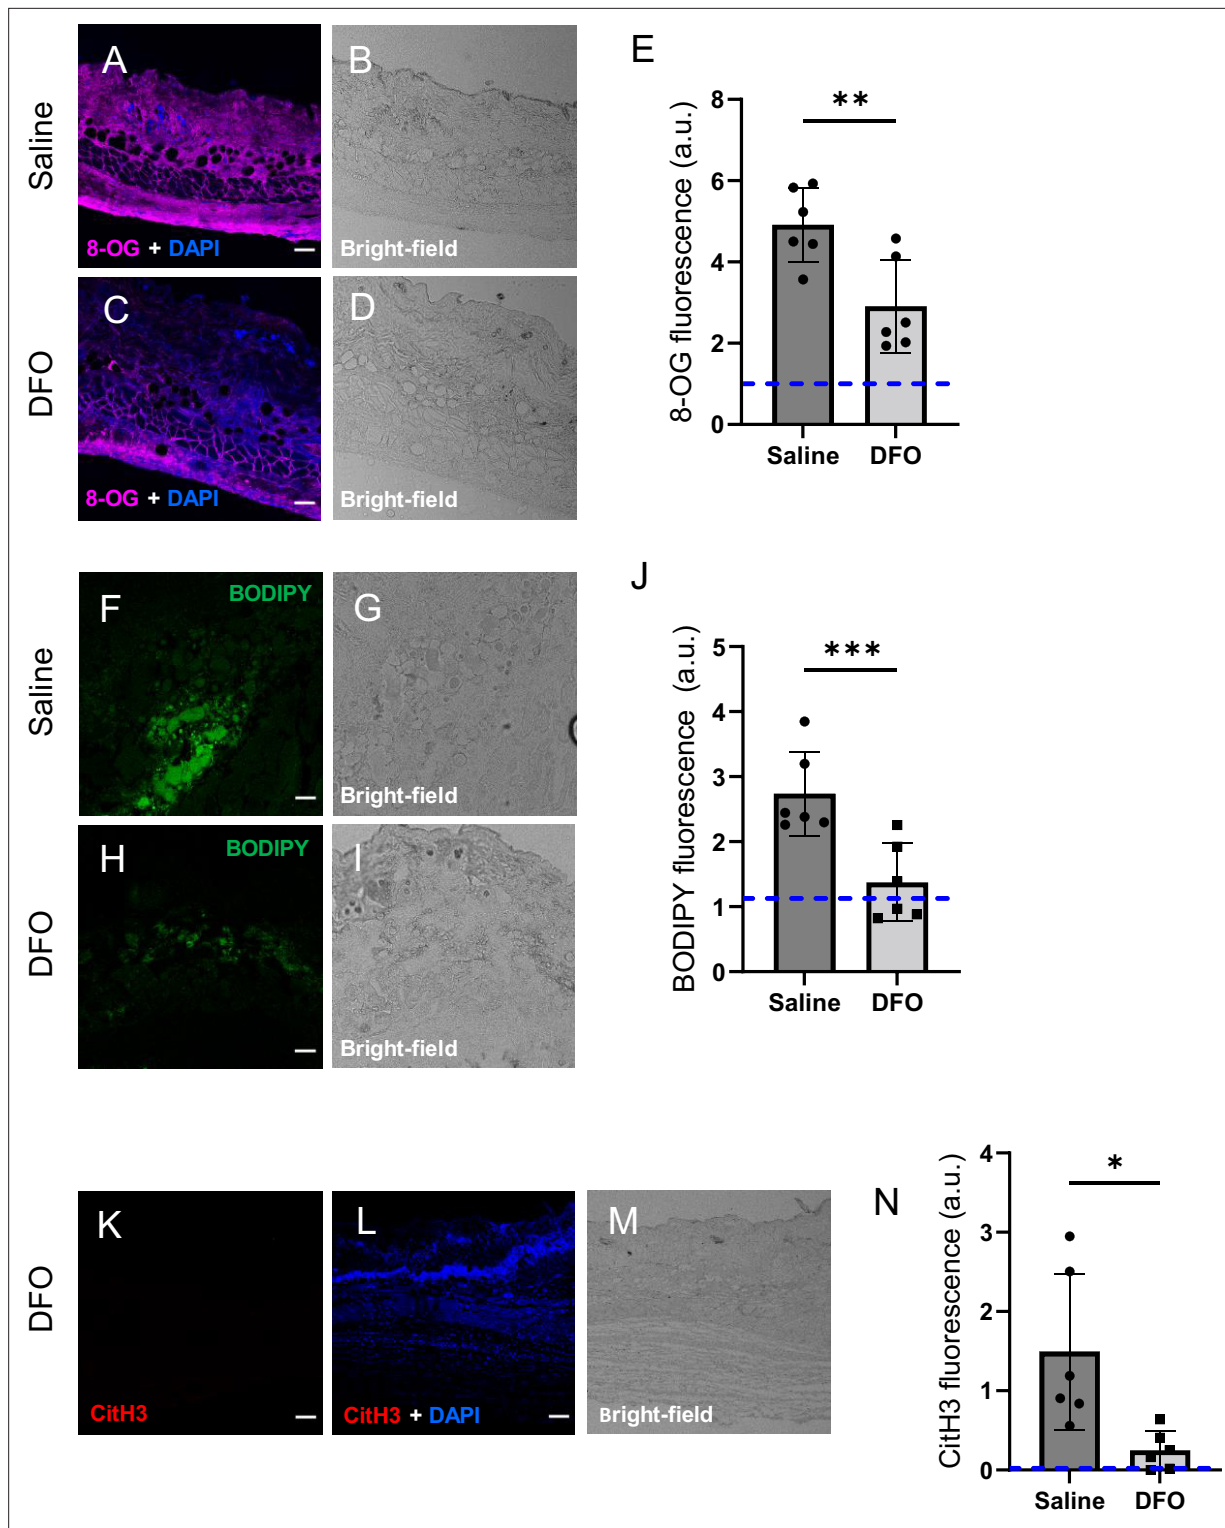 Saline
A
8-OG + DAPI
B
Bright-field
DFO
C
8-OG + DAPI
D
Bright-field
E
8-OG fluorescence (a.u.)
8
6
4
2
0
**
Saline
DFO
Saline
F
BODIPY
G
Bright-field
DFO
H
BODIPY
I
Bright-field
J
BODIPY fluorescence (a.u.)
5
4
3
2
1
0
***
Saline
DFO
DFO
K
CitH3
L
CitH3 + DAPI
M
Bright-field
N
CitH3 fluorescence (a.u.)
4
3
2
1
0
*
Saline
DFO